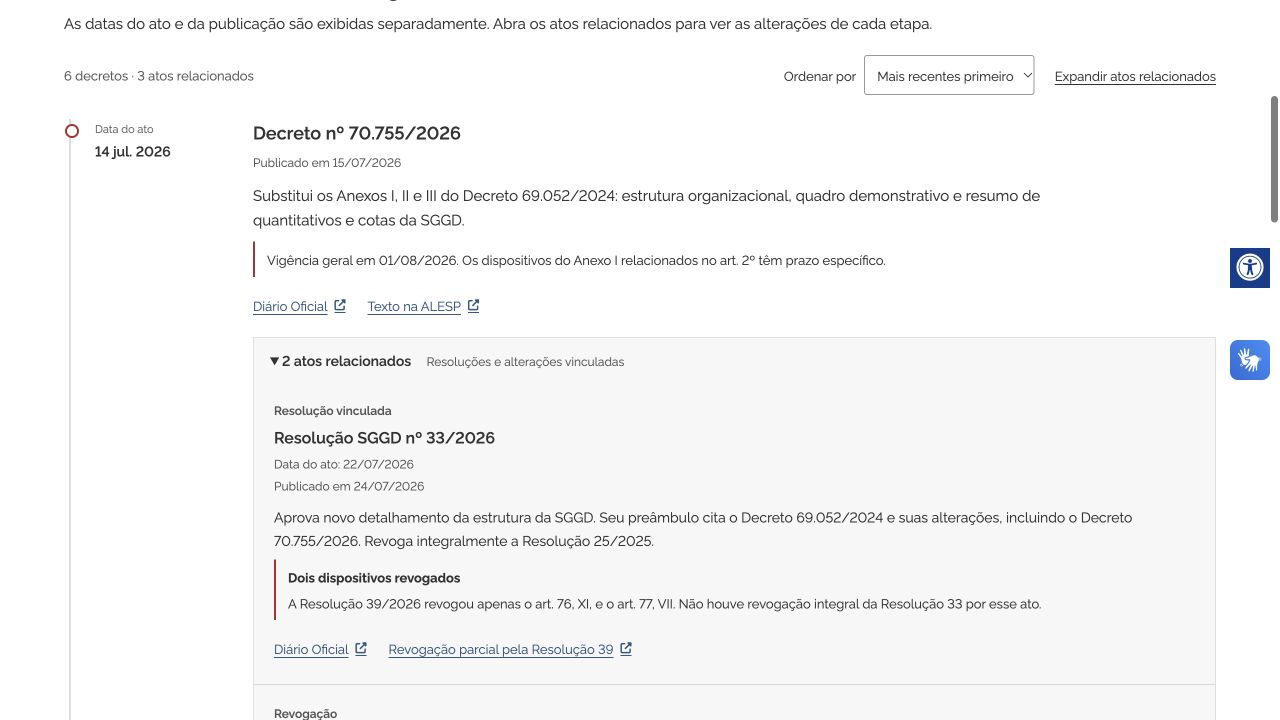 As datas do ato e da publicação são exibidas separadamente. Abra os atos relacionados para ver as alterações de cada etapa.
6 decretos · 3 atos relacionados
Ordenar por
Mais recentes primeiro
Expandir atos relacionados
Data do ato
14 jul. 2026
Decreto nº 70.755/2026
Publicado em 15/07/2026
Substitui os Anexos I, II e III do Decreto 69.052/2024: estrutura organizacional, quadro demonstrativo e resumo de
quantitativos e cotas da SGGD.
Vigência geral em 01/08/2026. Os dispositivos do Anexo I relacionados no art. 2º têm prazo específico.
Diário Oficial
Texto na ALESP
▼ 2 atos relacionados
Resoluções e alterações vinculadas
Resolução vinculada
Resolução SGGD nº 33/2026
Data do ato: 22/07/2026
Publicado em 24/07/2026
Aprova novo detalhamento da estrutura da SGGD. Seu preâmbulo cita o Decreto 69.052/2024 e suas alterações, incluindo o Decreto
70.755/2026. Revoga integralmente a Resolução 25/2025.
Dois dispositivos revogados
A Resolução 39/2026 revogou apenas o art. 76, XI, e o art. 77, VII. Não houve revogação integral da Resolução 33 por esse ato.
Diário Oficial
Revogação parcial pela Resolução 39
Revogação